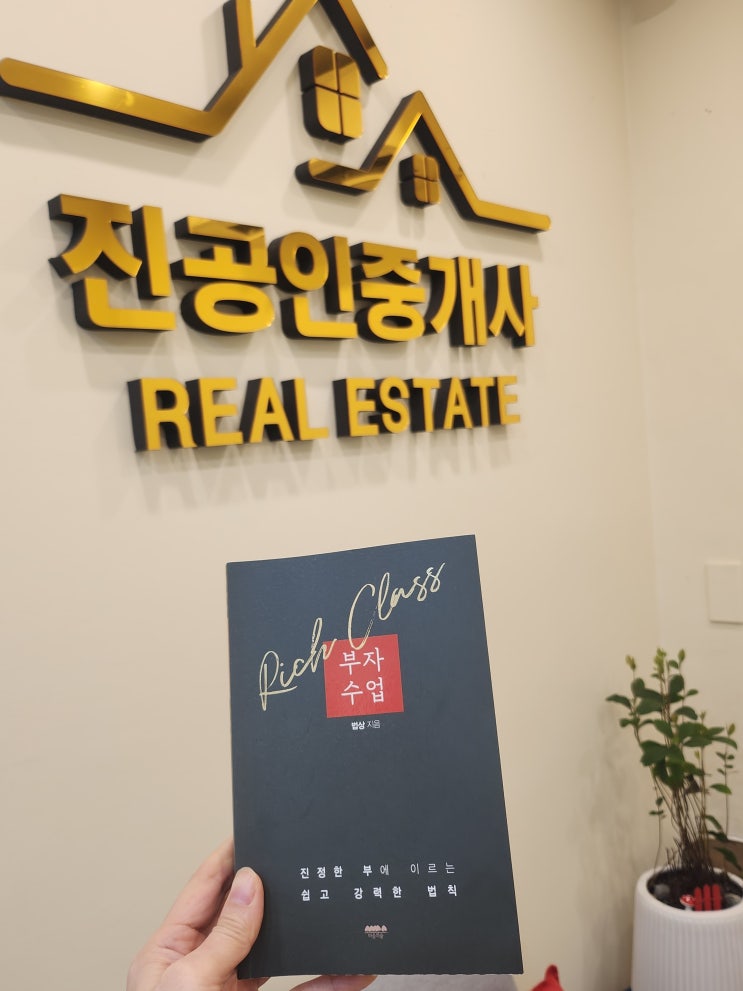 진공인중개사
REAL ESTATE
Rich Class
부자
수업
법상 지음
진정한 부에 이르는
쉽고 강력한 법칙